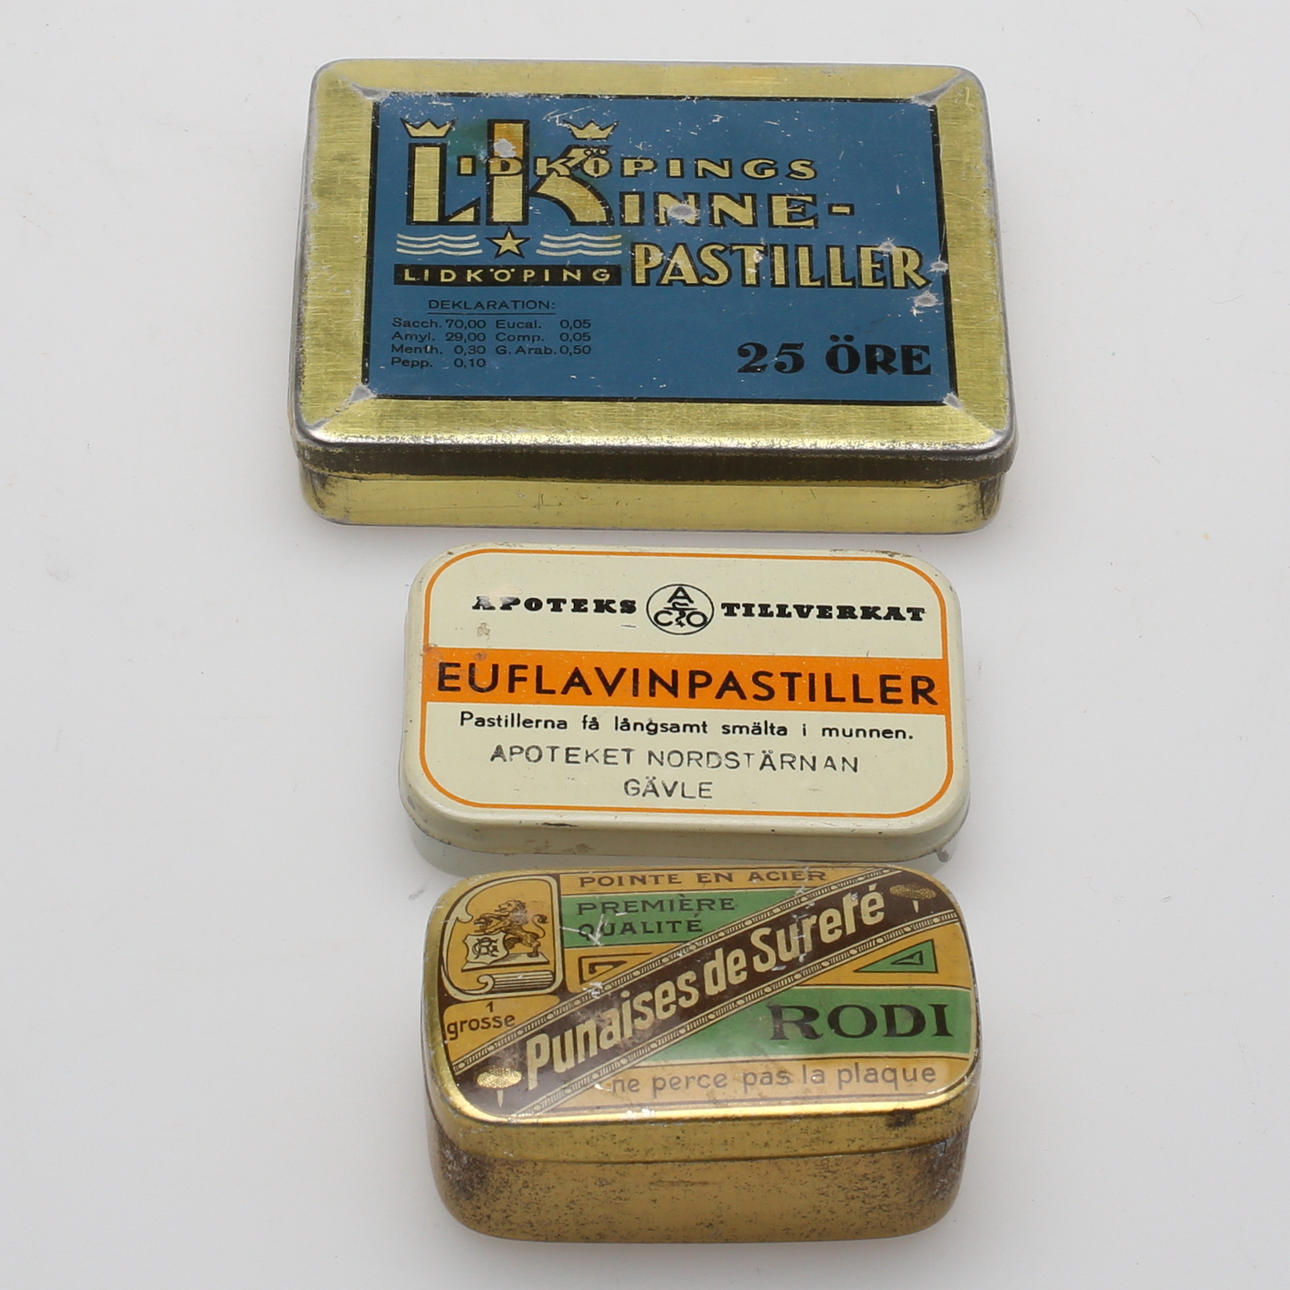 LIDKÖPINGS
KINNE-
PASTILLER
LIDKÖPING
DEKLARATION:
Sacch. 70,00 Eucal. 0,05
Amyl. 29,00 Comp. 0,05
Menth. 0,30 G. Arab. 0,50
Pepp. 0,10
25 ÖRE
APOTEKS ACO TILLVERKAT
EUFLAVINPASTILLER
Pastillerna få långsamt smälta i munnen.
APOTEKET NORDSTÄRNAN
GÄVLE
POINTE EN ACIER
PREMIÈRE
QUALITÉ
Punaises de Sureté
1
grosse
RODI
ne perce pas la plaque